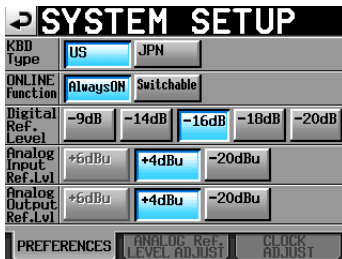 SYSTEM SETUP
KBD Type US JPN
ONLINE Function AlwaysON Switchable
Digital Ref. Level -9dB -14dB -16dB -18dB -20dB
Analog Input Ref.Lvl +6dBu +4dBu -20dBu
Analog Output Ref.Lvl +6dBu +4dBu -20dBu
PREFERENCES ANALOG Ref. LEVEL ADJUST CLOCK ADJUST